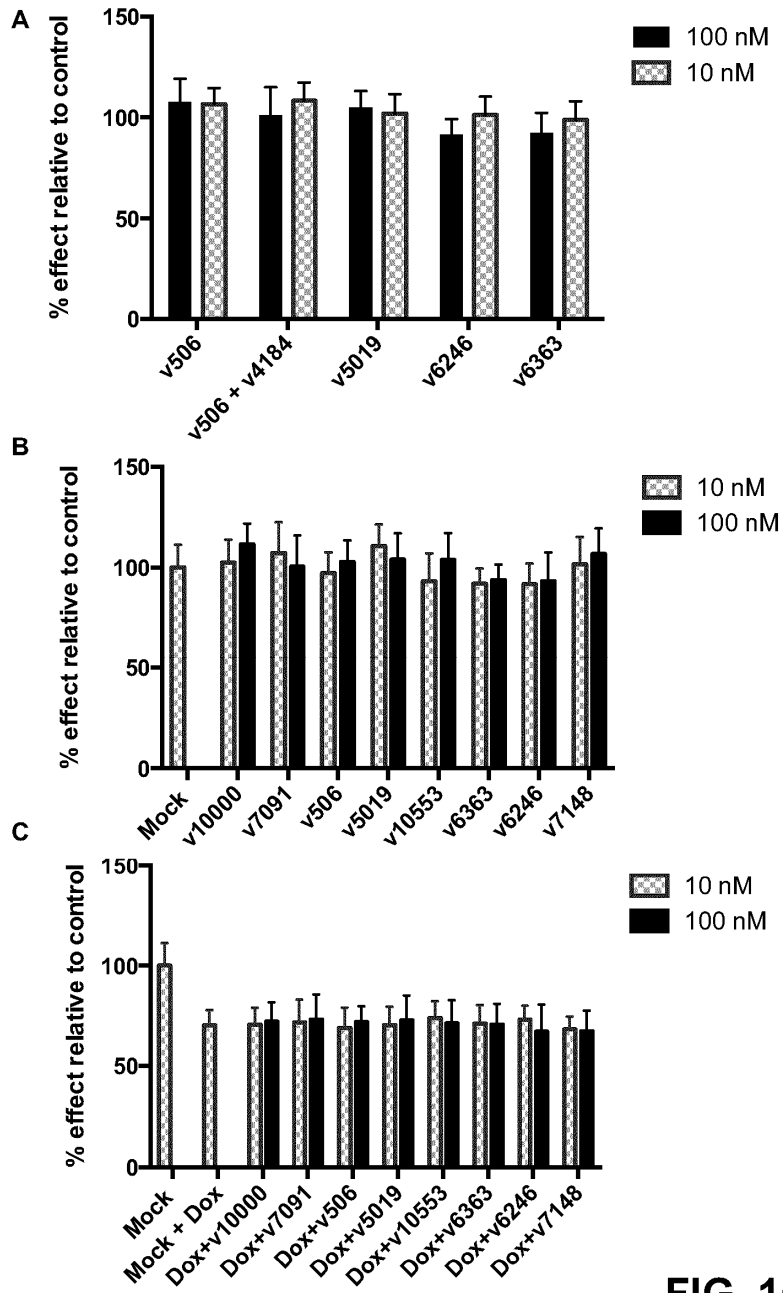 A
% effect relative to control
150
100
50
0
v506
v506 + v4184
v5019
v6246
v6363
100 nM
10 nM
B
% effect relative to control
150
100
50
0
Mock
v10000
v7091
v506
v5019
v10553
v6363
v6246
v7148
10 nM
100 nM
C
% effect relative to control
150
100
50
0
Mock
Mock + Dox
Dox+v10000
Dox+v7091
Dox+v506
Dox+v5019
Dox+v10553
Dox+v6363
Dox+v6246
Dox+v7148
10 nM
100 nM
FIG.